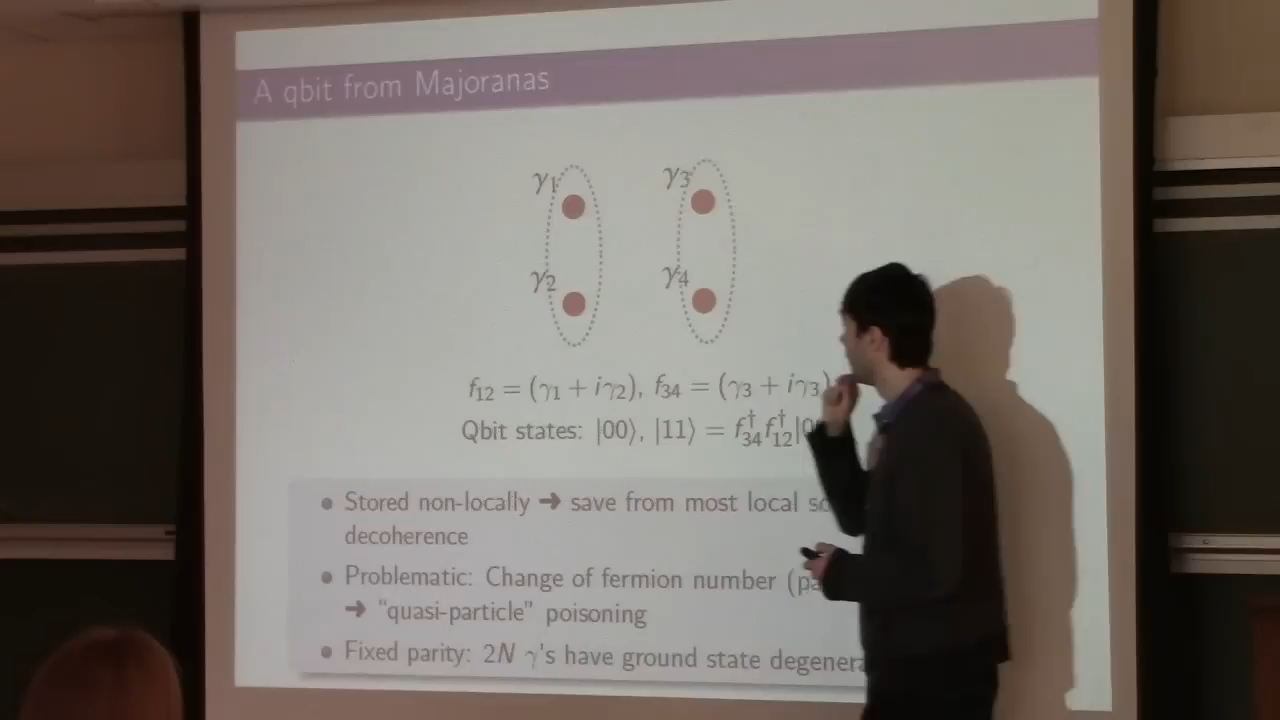 A qbit from Majoranas
γ1 γ3
γ2 γ4
f12 = (γ1 + iγ2), f34 = (γ3 + iγ3)
Qbit states: |00⟩, |11⟩ = f†34 f†12|0
• Stored non-locally ➜ save from most local
decoherence
• Problematic: Change of fermion number
➜ "quasi-particle" poisoning
• Fixed parity: 2N γ's have ground state